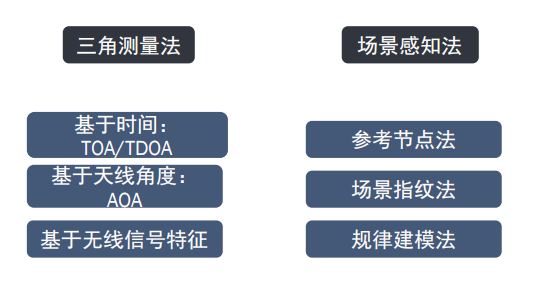 三角测量法
场景感知法
基于时间：
TOA/TDOA
基于天线角度：
AOA
基于无线信号特征
参考节点法
场景指纹法
规律建模法